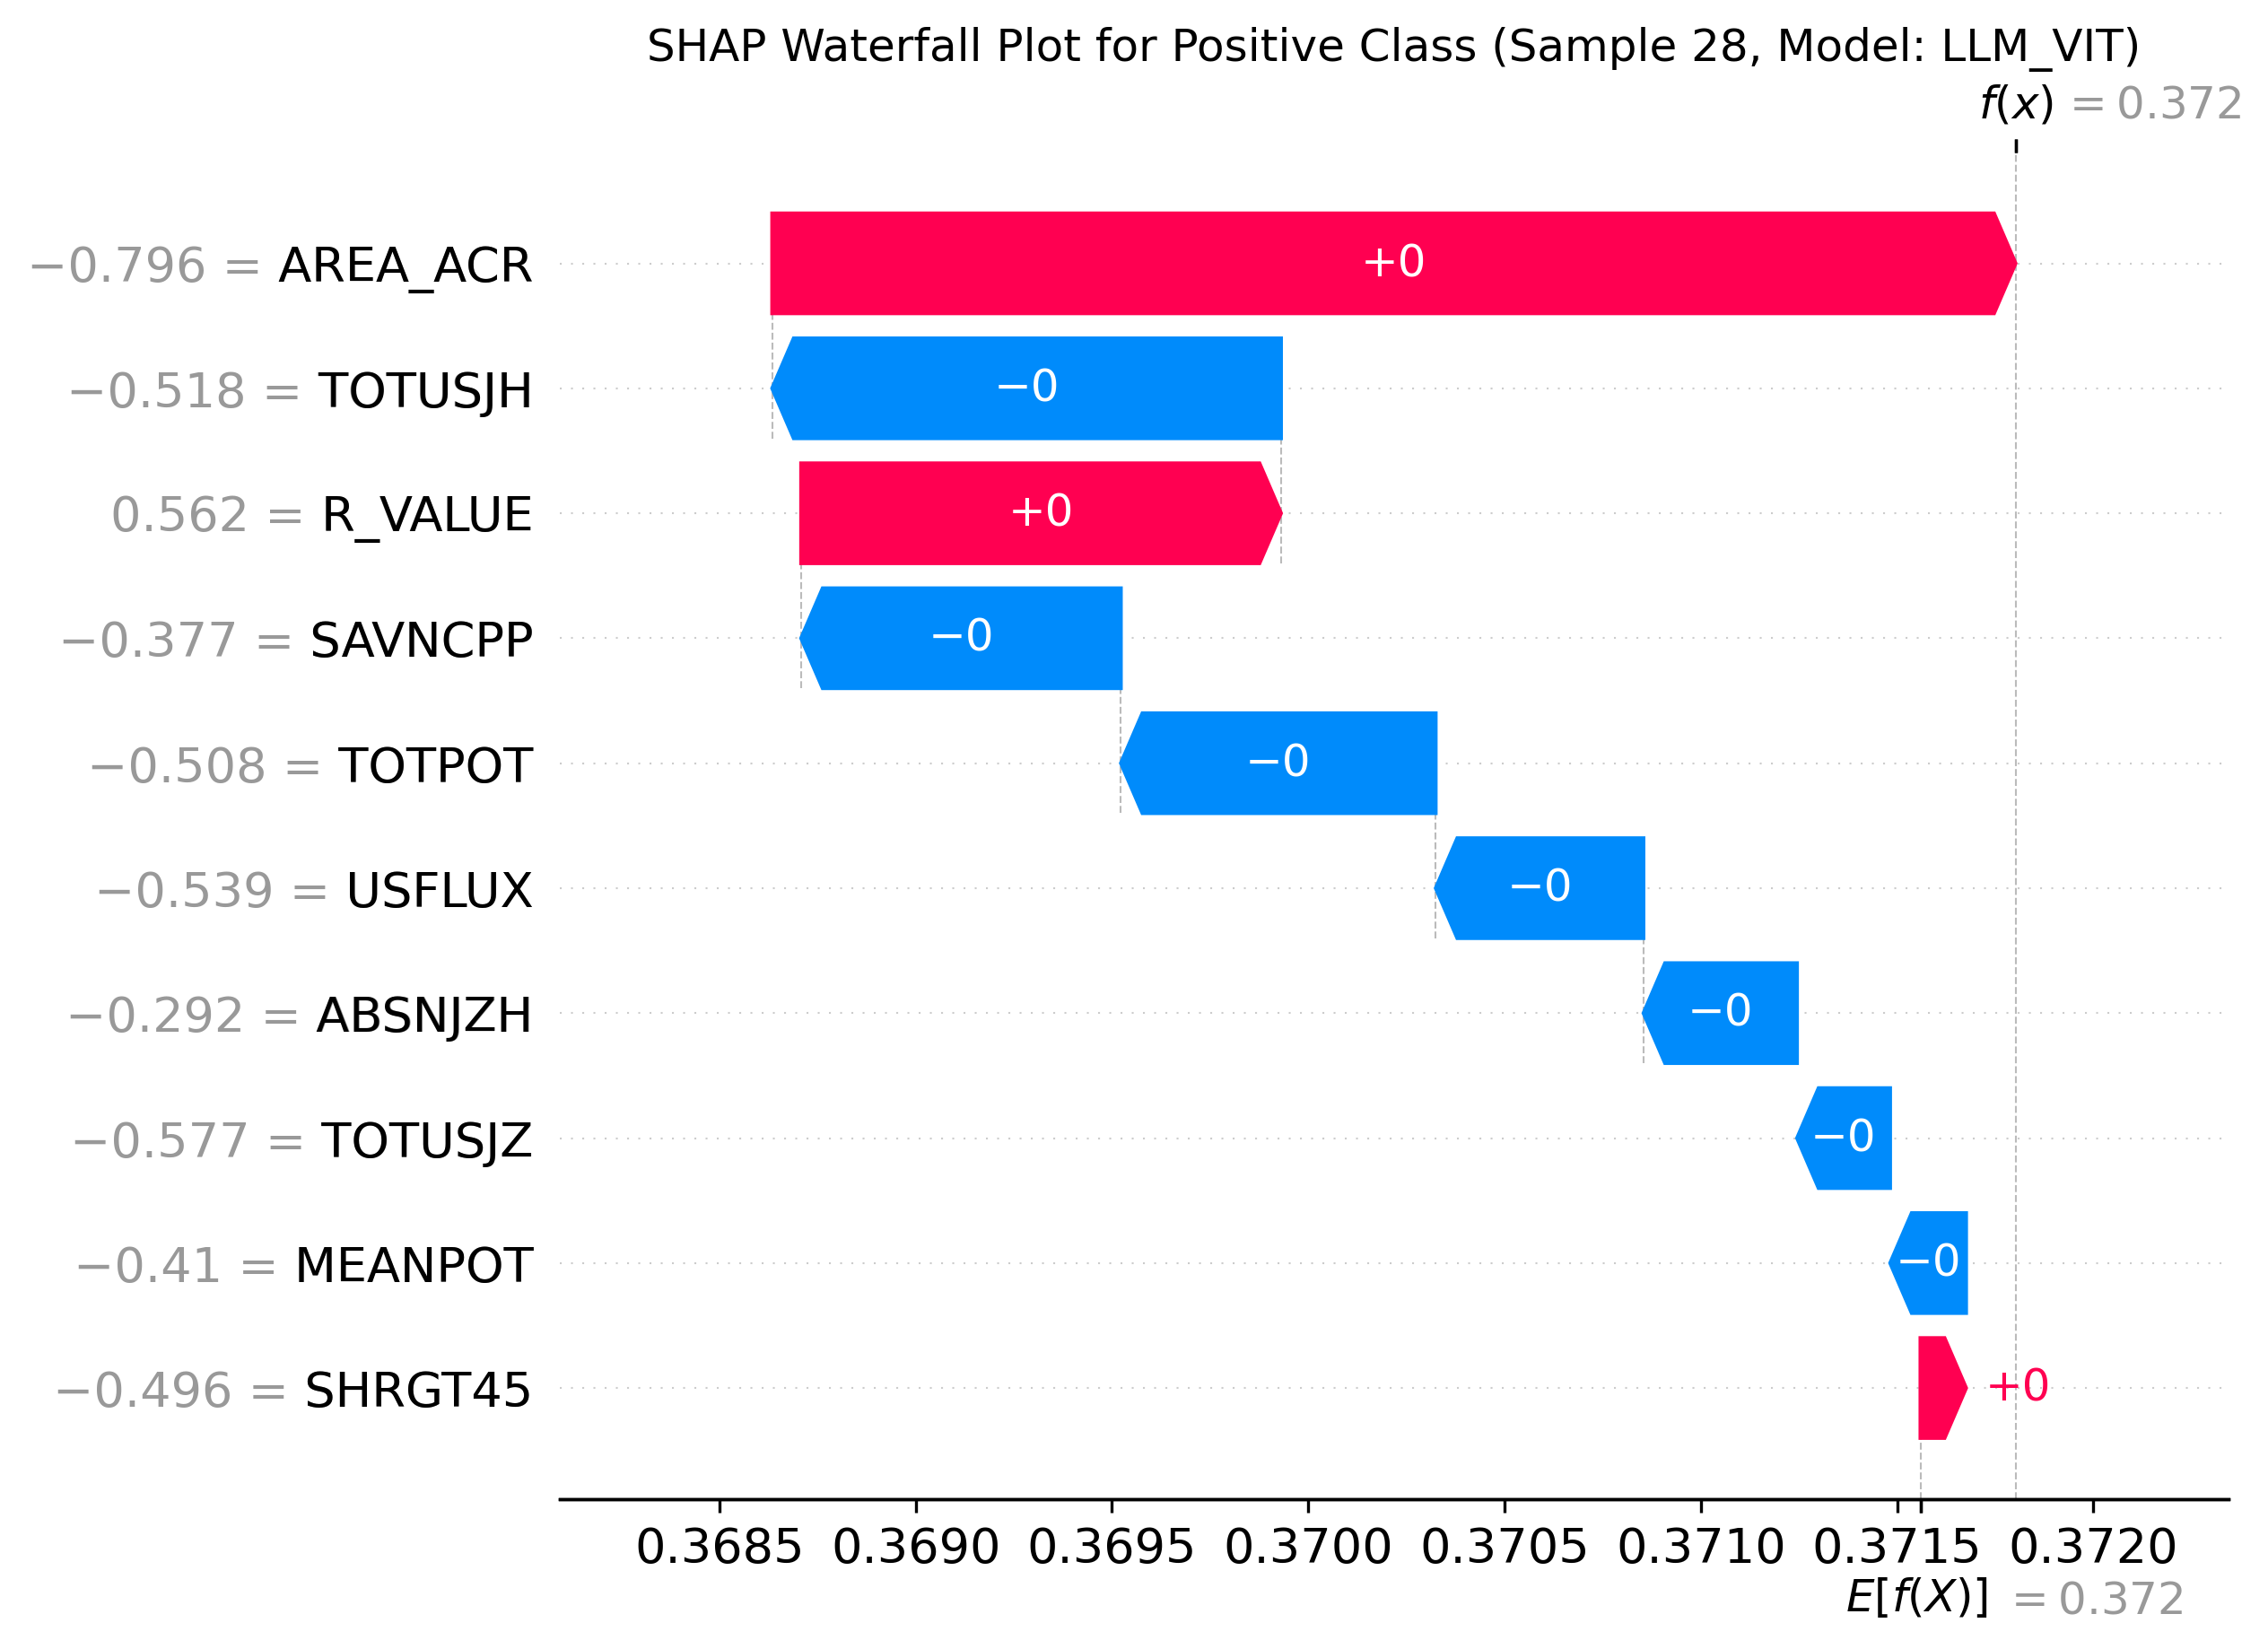 SHAP Waterfall Plot for Positive Class (Sample 28, Model: LLM_VIT)
f(x) = 0.372
−0.796 = AREA_ACR +0
−0.518 = TOTUSJH −0
0.562 = R_VALUE +0
−0.377 = SAVNCPP −0
−0.508 = TOTPOT −0
−0.539 = USFLUX −0
−0.292 = ABSNJZH −0
−0.577 = TOTUSJZ −0
−0.41 = MEANPOT −0
−0.496 = SHRGT45 +0
0.3685 0.3690 0.3695 0.3700 0.3705 0.3710 0.3715 0.3720
E[f(X)] = 0.372